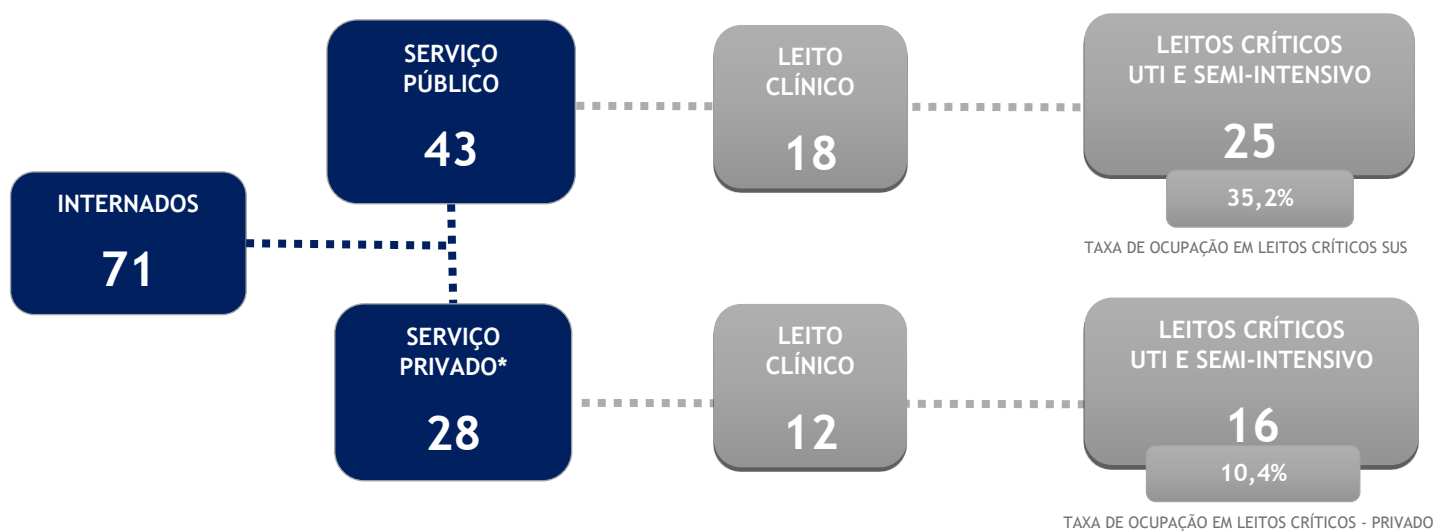 INTERNADOS
71
SERVIÇO
PÚBLICO
43
LEITO
CLÍNICO
18
LEITOS CRÍTICOS
UTI E SEMI-INTENSIVO
25
35,2%
TAXA DE OCUPAÇÃO EM LEITOS CRÍTICOS SUS
SERVIÇO
PRIVADO*
28
LEITO
CLÍNICO
12
LEITOS CRÍTICOS
UTI E SEMI-INTENSIVO
16
10,4%
TAXA DE OCUPAÇÃO EM LEITOS CRÍTICOS - PRIVADO